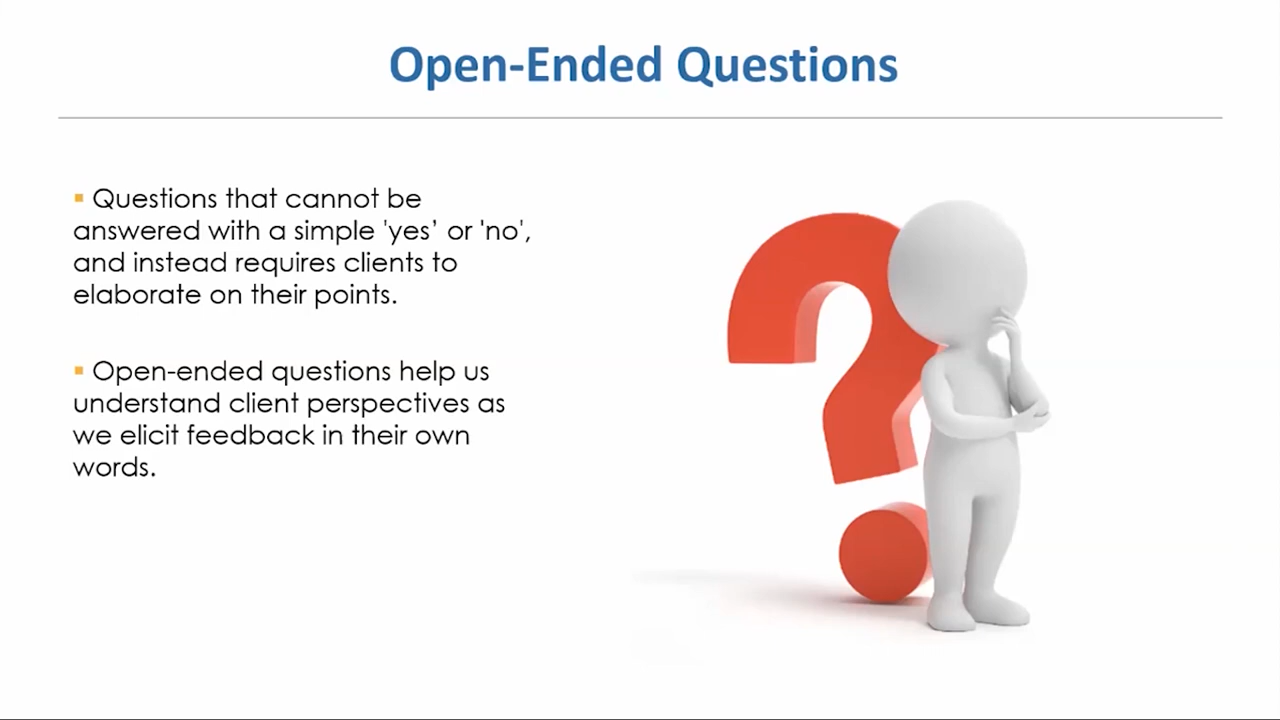 Open-Ended Questions
▪ Questions that cannot be
answered with a simple 'yes’ or 'no',
and instead requires clients to
elaborate on their points.
▪ Open-ended questions help us
understand client perspectives as
we elicit feedback in their own
words.